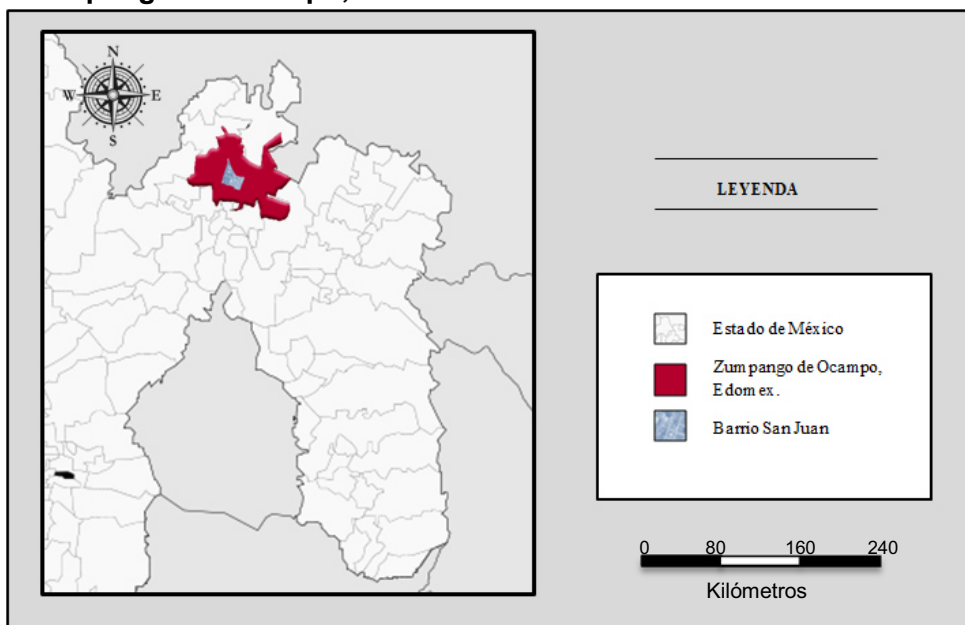 N
W E
S
LEYENDA
Estado de México
Zumpango de Ocampo,
Edomex.
Barrio San Juan
0 80 160 240
Kilómetros